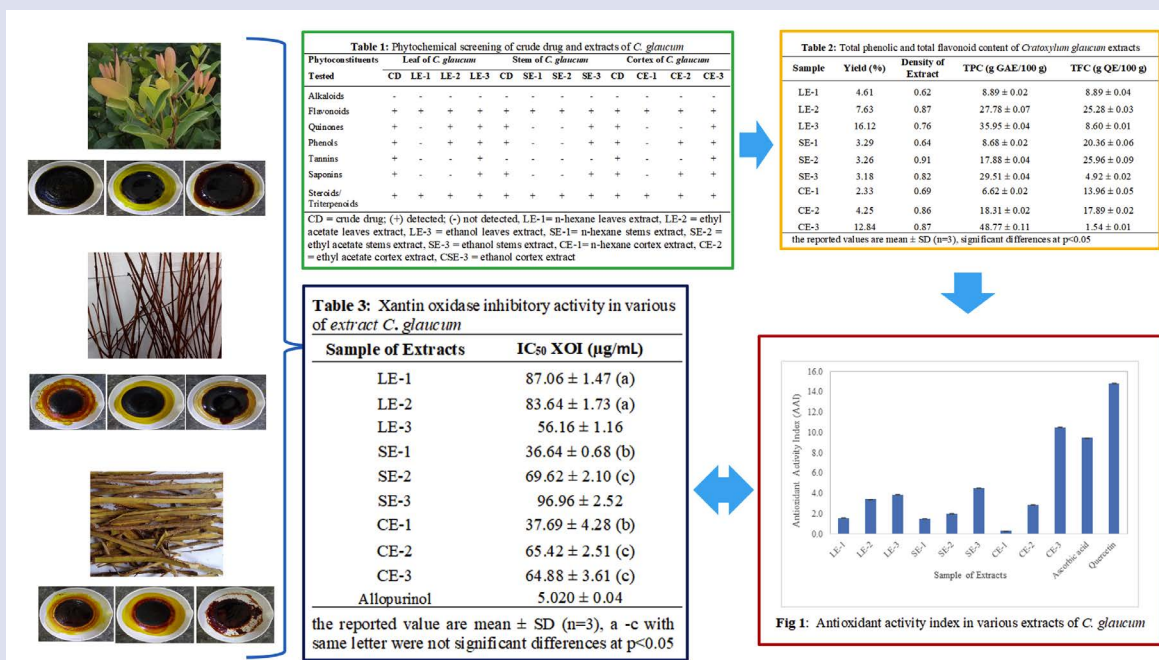 Table 1: Phytochemical screening of crude drug and extracts of C. glaucum
Phytoconstituents Leaf of C. glaucum Stem of C. glaucum Cortex of C. glaucum
Tested CD LE-1 LE-2 LE-3 CD SE-1 SE-2 SE-3 CD CE-1 CE-2 CE-3
Alkaloids - - - - - - - - - - - -
Flavonoids + + + + + + + + + + + +
Quinones + - + + + - - + + - - +
Phenols + - + + + - - + + - + +
Tannins + - - + + - - - + - - +
Saponins + - - + + - - + + - + +
Steroids/
Triterpenoids + + + + + + + + + + + +
CD = crude drug; (+) detected; (-) not detected, LE-1= n-hexane leaves extract, LE-2 = ethyl
acetate leaves extract, LE-3 = ethanol leaves extract, SE-1= n-hexane stems extract, SE-2 =
ethyl acetate stems extract, SE-3 = ethanol stems extract, CE-1= n-hexane cortex extract, CE-2
= ethyl acetate cortex extract, CSE-3 = ethanol cortex extract
Table 2: Total phenolic and total flavonoid content of Cratoxylum glaucum extracts
Sample Yield (%) Density of Extract TPC (g GAE/100 g) TFC (g QE/100 g)
LE-1 4.61 0.62 8.89 ± 0.02 8.89 ± 0.04
LE-2 7.63 0.87 27.78 ± 0.07 25.28 ± 0.03
LE-3 16.12 0.76 35.95 ± 0.04 8.60 ± 0.01
SE-1 3.29 0.64 8.68 ± 0.02 20.36 ± 0.06
SE-2 3.26 0.91 17.88 ± 0.04 25.96 ± 0.09
SE-3 3.18 0.82 29.51 ± 0.04 4.92 ± 0.02
CE-1 2.33 0.69 6.62 ± 0.02 13.96 ± 0.05
CE-2 4.25 0.86 18.31 ± 0.02 17.89 ± 0.02
CE-3 12.84 0.87 48.77 ± 0.11 1.54 ± 0.01
the reported values are mean ± SD (n=3), significant differences at p<0.05
Table 3: Xantin oxidase inhibitory activity in various
of extract C. glaucum
Sample of Extracts IC50 XOI (µg/mL)
LE-1 87.06 ± 1.47 (a)
LE-2 83.64 ± 1.73 (a)
LE-3 56.16 ± 1.16
SE-1 36.64 ± 0.68 (b)
SE-2 69.62 ± 2.10 (c)
SE-3 96.96 ± 2.52
CE-1 37.69 ± 4.28 (b)
CE-2 65.42 ± 2.51 (c)
CE-3 64.88 ± 3.61 (c)
Allopurinol 5.020 ± 0.04
the reported value are mean ± SD (n=3), a -c with
same letter were not significant differences at p<0.05
Antioxidant Activity Index (AAI)
16.0
14.0
12.0
10.0
8.0
6.0
4.0
2.0
0.0
LE-1 LE-2 LE-3 SE-1 SE-2 SE-3 CE-1 CE-2 CE-3 Ascorbic acid Quercetin
Sample of Extracts
Fig 1: Antioxidant activity index in various extracts of C. glaucum